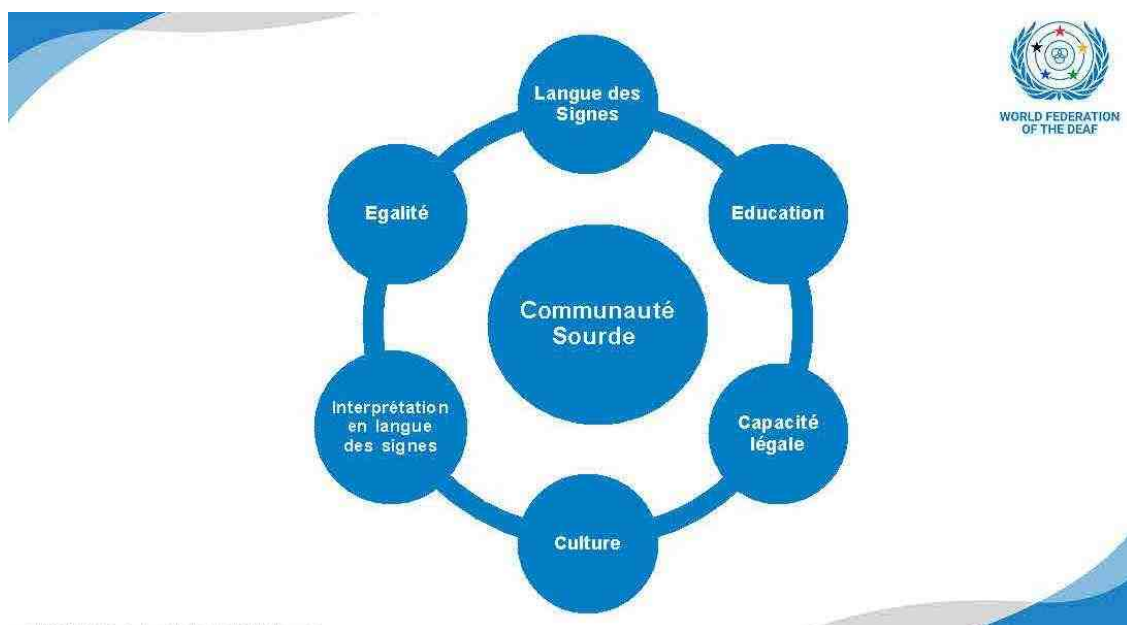 WORLD FEDERATION
OF THE DEAF
Langue des
Signes
Egalité
Education
Communauté
Sourde
Interprétation
en langue
des signes
Capacité
légale
Culture